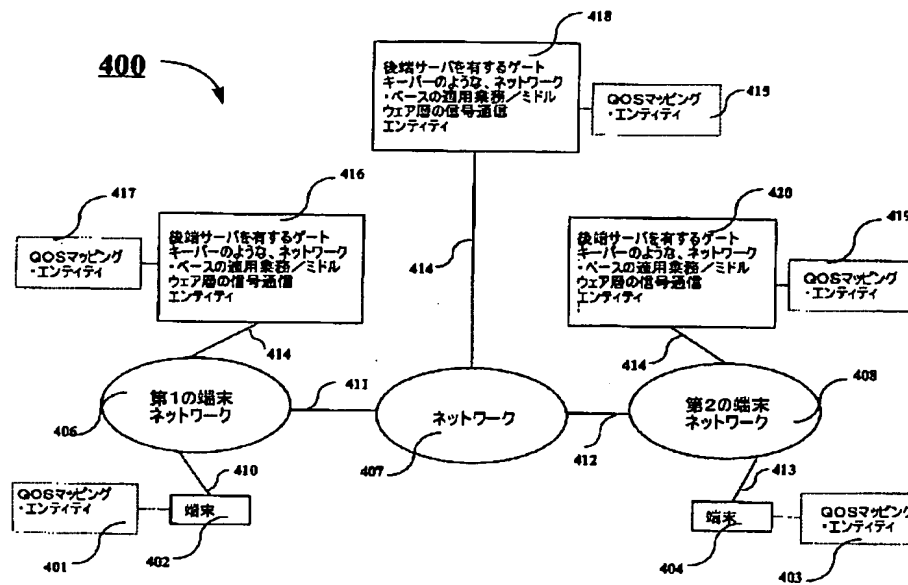 418
400
後端サーバを有するゲート
キーパーのような、ネットワーク
・ベースの適用業務／ミドル
ウェア層の信号通信
エンティティ
QOSマッピング
・エンティティ
419
417
416
420
419
QOSマッピング
・エンティティ
後端サーバを有するゲート
キーパーのような、ネットワーク
・ベースの適用業務／ミドル
ウェア層の信号通信
エンティティ
414
後端サーバを有するゲート
キーパーのような、ネットワーク
・ベースの適用業務／ミドル
ウェア層の信号通信
エンティティ
QOSマッピング
・エンティティ
414
414
411
408
第1の端末
ネットワーク
ネットワーク
第2の端末
ネットワーク
406
407
412
410
413
QOSマッピング
・エンティティ
端末
端末
QOSマッピング
・エンティティ
401
402
404
403